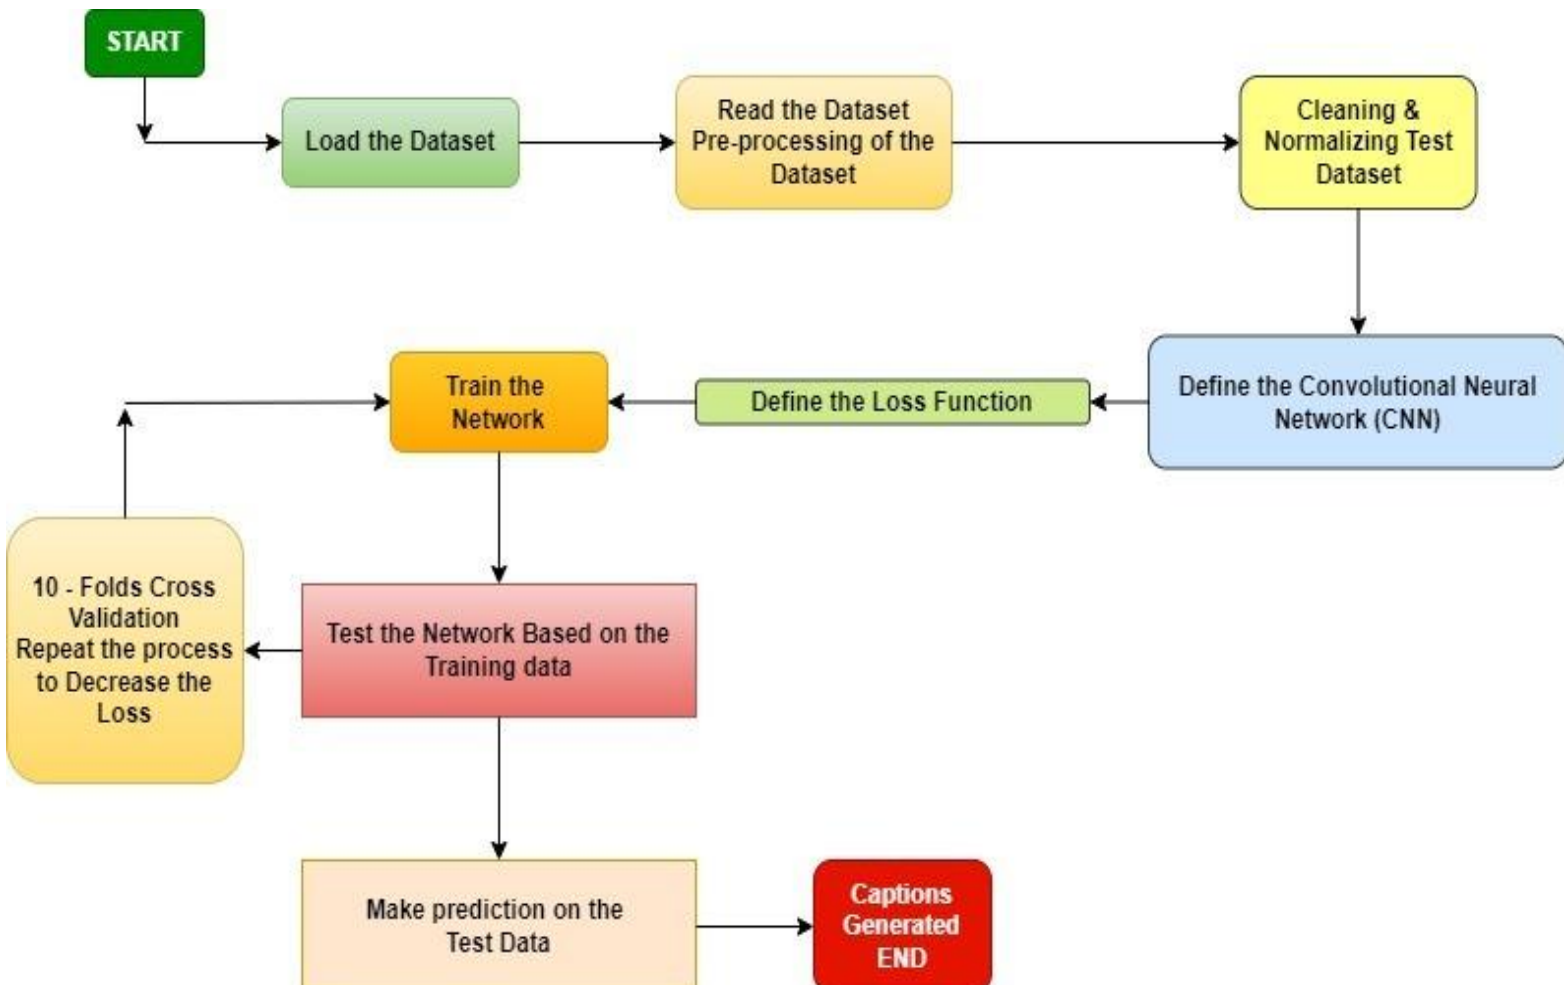 START
Load the Dataset
Read the Dataset
Pre-processing of the
Dataset
Cleaning &
Normalizing Test
Dataset
Define the Convolutional Neural
Network (CNN)
Define the Loss Function
Train the
Network
10 - Folds Cross
Validation
Repeat the process
to Decrease the
Loss
Test the Network Based on the
Training data
Make prediction on the
Test Data
Captions
Generated
END